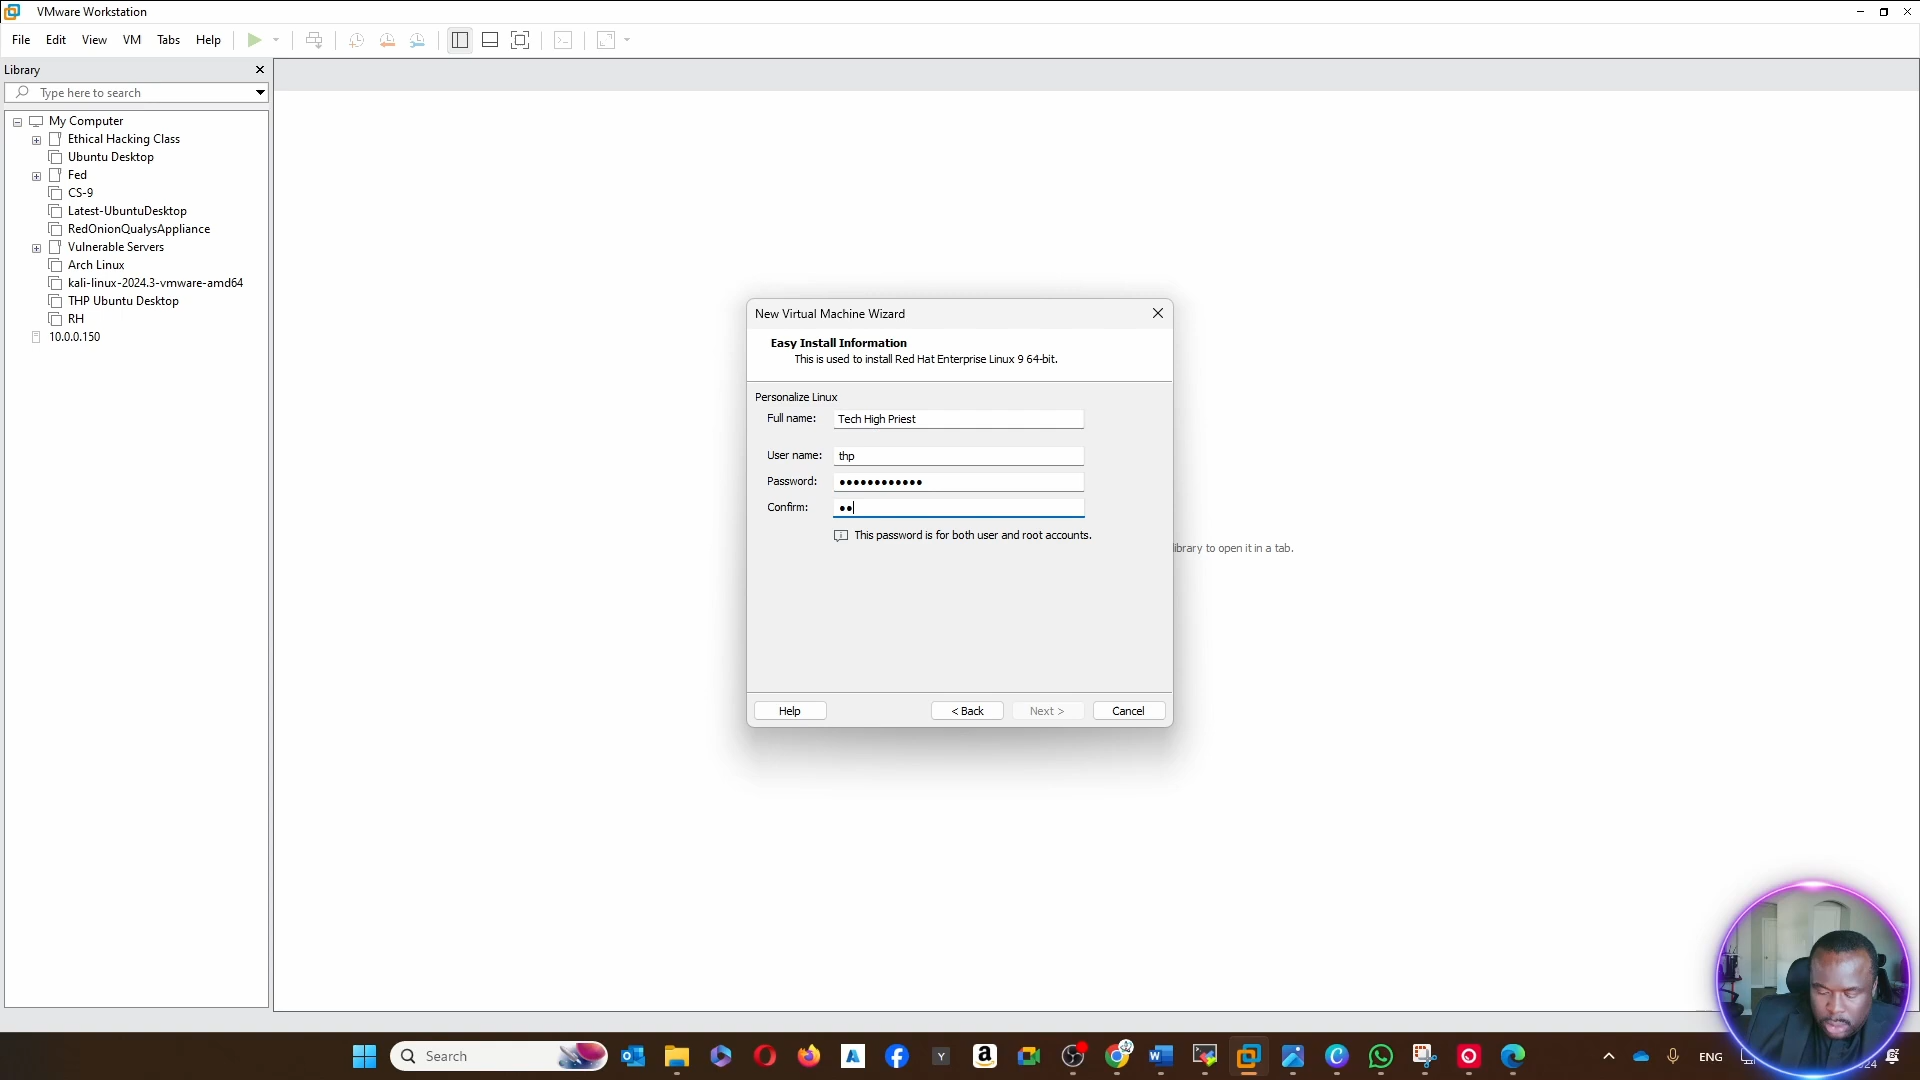 VMware Workstation
File Edit View VM Tabs Help
Library
Type here to search
My Computer
Ethical Hacking Class
Ubuntu Desktop
Fed
CS-9
Latest-UbuntuDesktop
RedOnionQualysAppliance
Vulnerable Servers
Arch Linux
kali-linux-2024.3-vmware-amd64
THP Ubuntu Desktop
RH
10.0.0.150
New Virtual Machine Wizard
Easy Install Information
This is used to install Red Hat Enterprise Linux 9 64-bit.
Personalize Linux
Full name: Tech High Priest
User name: thp
Password: ●●●●●●●●●●●●
Confirm: ●●
This password is for both user and root accounts.
library to open it in a tab.
Help < Back Next > Cancel
Search
ENG